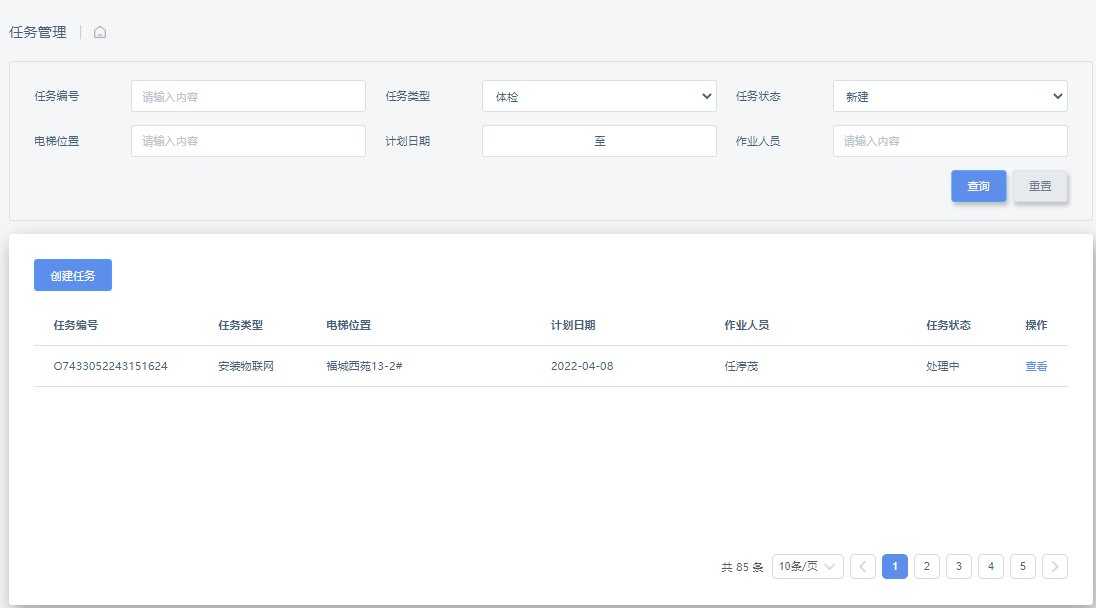 任务管理
任务编号 请输入内容 任务类型 体检 任务状态 新建
电梯位置 请输入内容 计划日期 至 作业人员 请输入内容
查询 重置
创建任务
任务编号 任务类型 电梯位置 计划日期 作业人员 任务状态 操作
O7433052243151624 安装物联网 福城西苑13-2# 2022-04-08 任渟茂 处理中 查看
共 85 条 10条/页 1 2 3 4 5